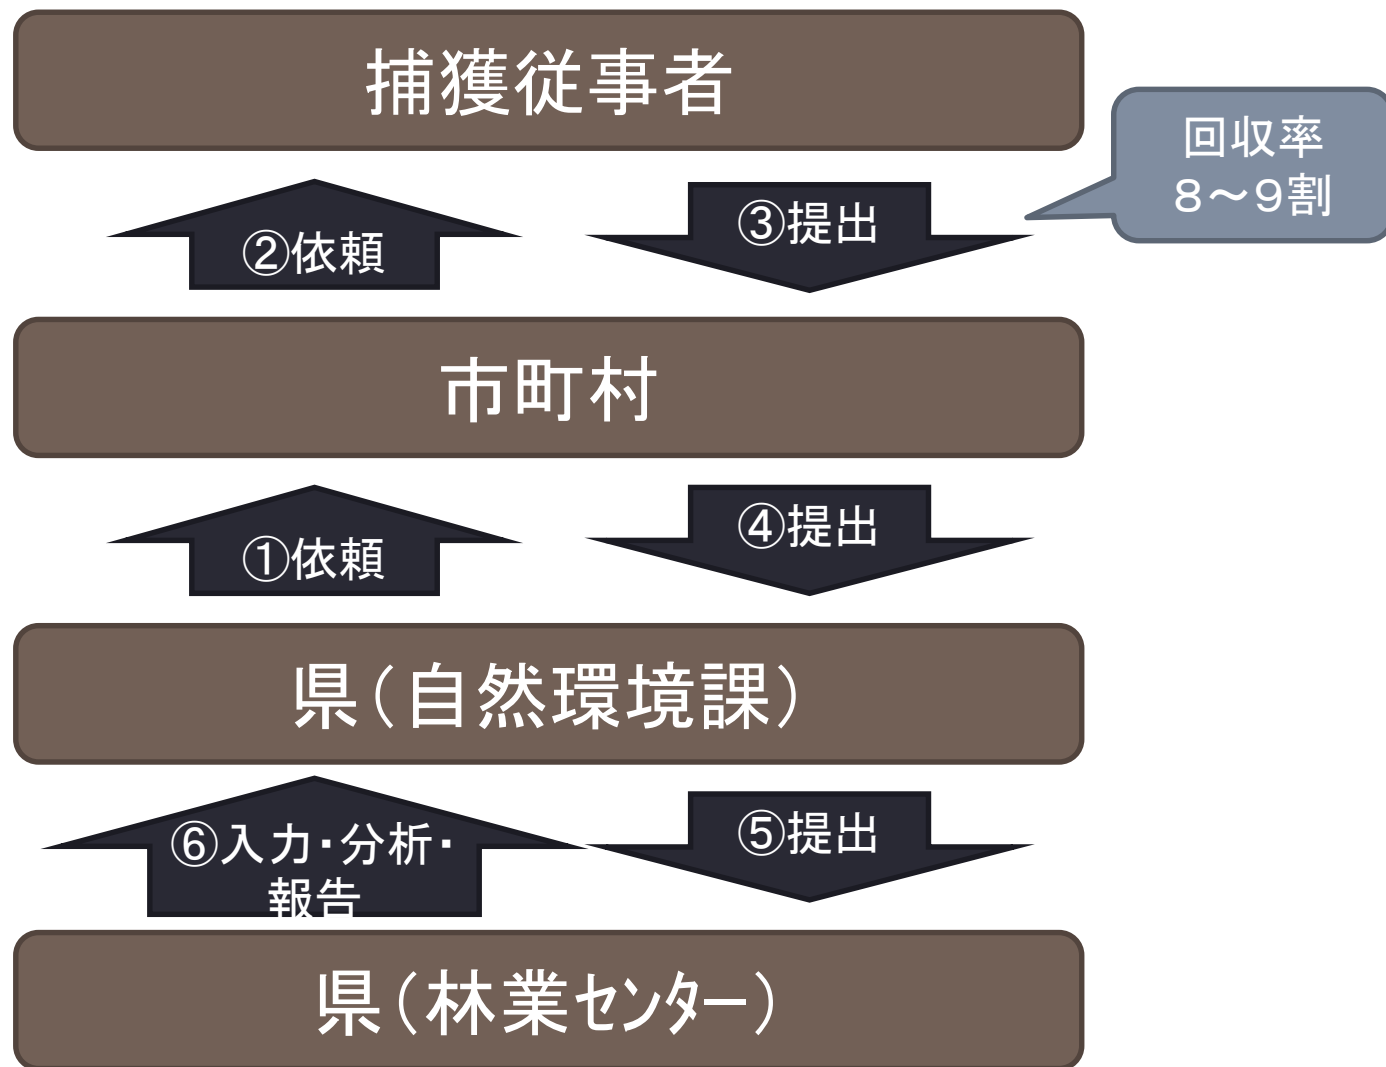 捕獲従事者
回収率
８～９割
②依頼
③提出
市町村
①依頼
④提出
県（自然環境課）
⑥入力・分析・
報告
⑤提出
県（林業センター）